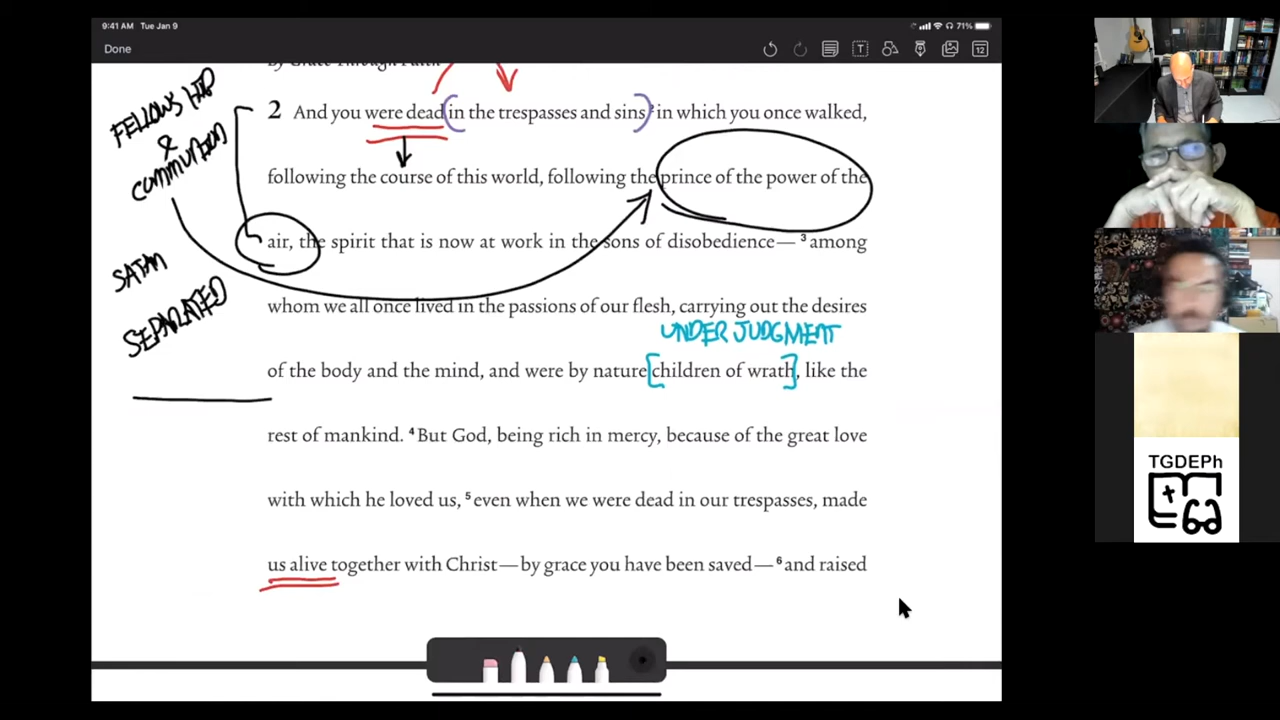 9:41 AM Tue Jan 9
71%
Done
T
12
By Grace Through Faith
FELLOWSHIP
&
COMMUNION
SATAN
SEPARATED
2 And you were dead (in the trespasses and sins) 2 in which you once walked,
following the course of this world, following the prince of the power of the
air, the spirit that is now at work in the sons of disobedience— 3 among
whom we all once lived in the passions of our flesh, carrying out the desires
UNDER JUDGMENT
of the body and the mind, and were by nature [children of wrath], like the
rest of mankind. 4 But God, being rich in mercy, because of the great love
with which he loved us, 5 even when we were dead in our trespasses, made
us alive together with Christ—by grace you have been saved— 6 and raised
TGDEPh